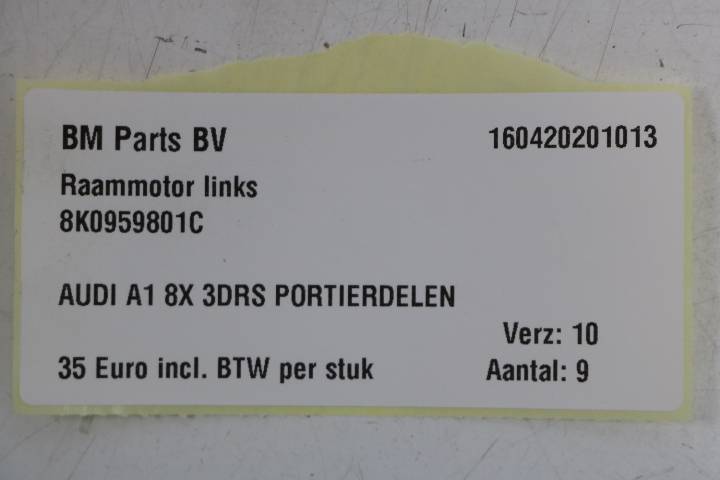 BM Parts BV 160420201013
Raammotor links
8K0959801C
AUDI A1 8X 3DRS PORTIERDELEN
Verz: 10
35 Euro incl. BTW per stuk Aantal: 9